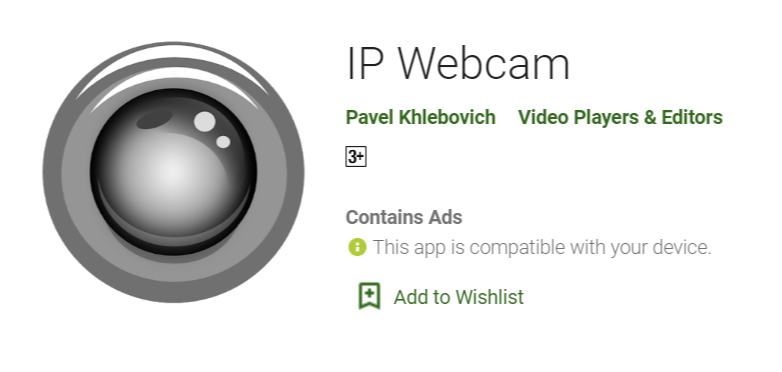 IP Webcam
Pavel Khlebovich Video Players & Editors
3+
Contains Ads
This app is compatible with your device.
Add to Wishlist